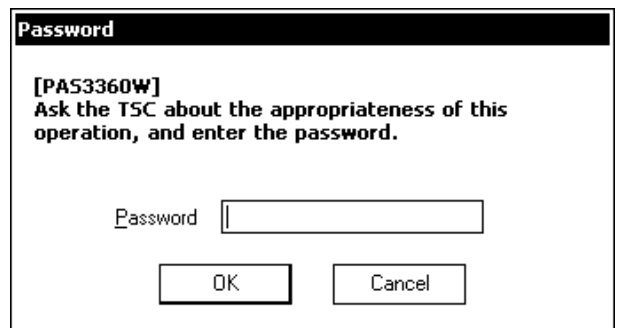 Password
[PAS3360W]
Ask the TSC about the appropriateness of this
operation, and enter the password.
Password
OK Cancel